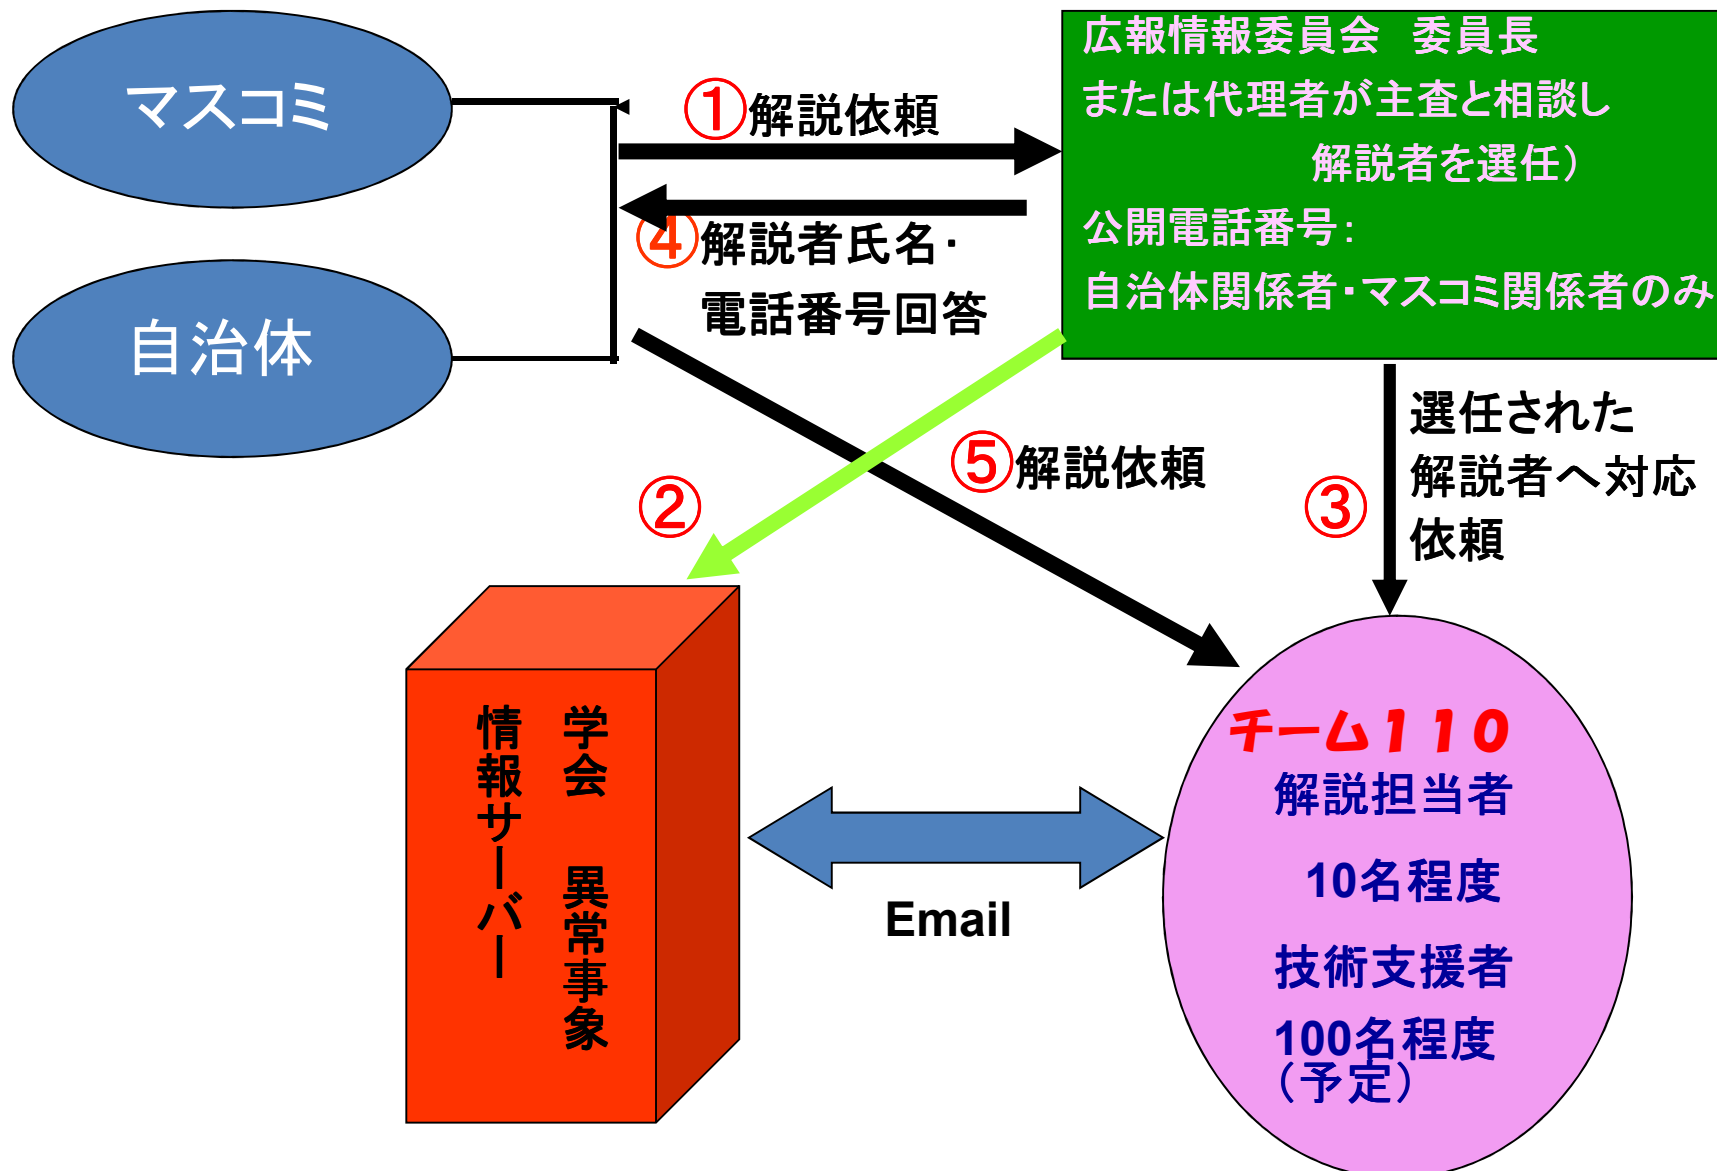 マスコミ
自治体
①解説依頼
④解説者氏名・
電話番号回答
広報情報委員会　委員長
または代理者が主査と相談し
解説者を選任）
公開電話番号：
自治体関係者・マスコミ関係者のみ
②
⑤解説依頼
③
選任された
解説者へ対応
依頼
学会　異常事象
情報サーバー
Email
チーム１１０
解説担当者
10名程度
技術支援者
100名程度
（予定）